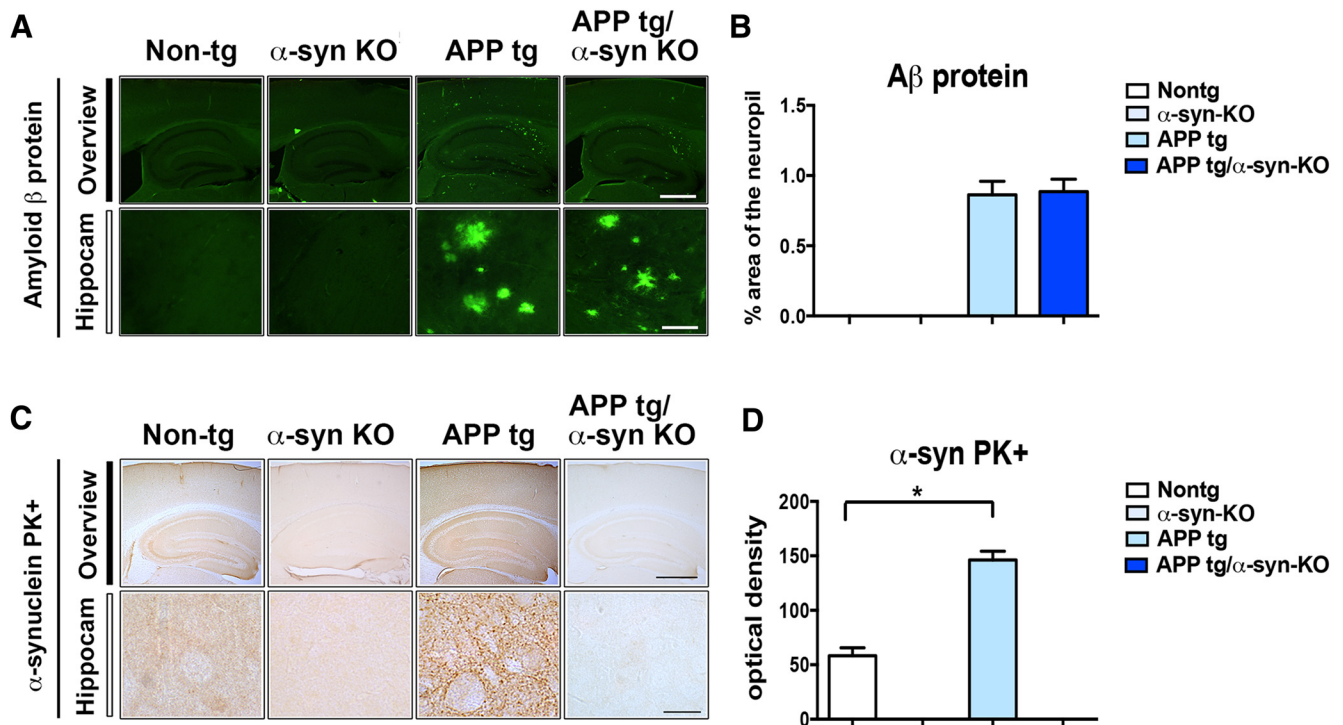 A
Non-tg
α-syn KO
APP tg
APP tg/
α-syn KO
Amyloid β protein
Overview
Hippocam
B
Aβ protein
% area of the neuropil
1.5
1.0
0.5
0.0
Nontg
α-syn-KO
APP tg
APP tg/α-syn-KO
C
Non-tg
α-syn KO
APP tg
APP tg/
α-syn KO
α-synuclein PK+
Overview
Hippocam
D
α-syn PK+
optical density
200
150
100
50
0
*
Nontg
α-syn-KO
APP tg
APP tg/α-syn-KO